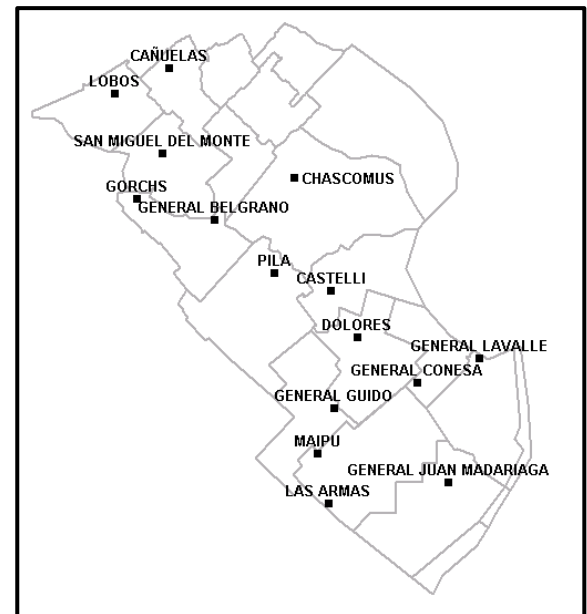 CAÑUELAS
LOBOS
SAN MIGUEL DEL MONTE
CHASCOMUS
GORCHS
GENERAL BELGRANO
PILA
CASTELLI
DOLORES
GENERAL LAVALLE
GENERAL CONESA
GENERAL GUIDO
MAIPU
GENERAL JUAN MADARIAGA
LAS ARMAS